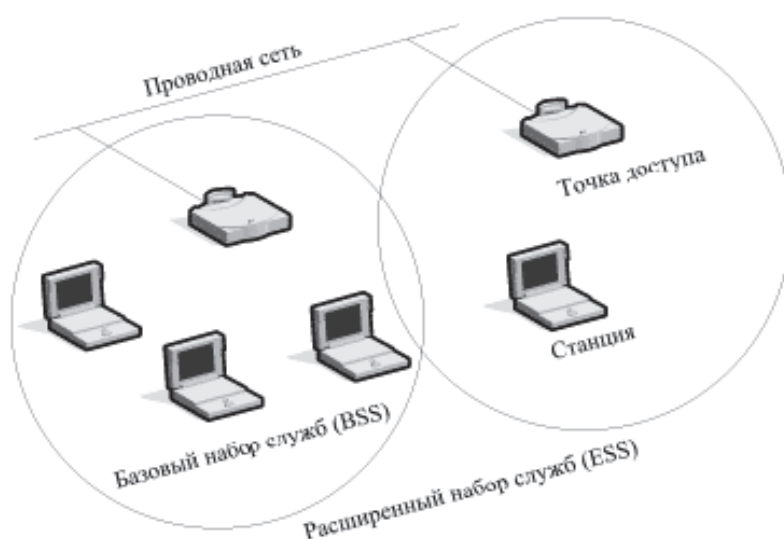 Проводная сеть
Точка доступа
Станция
Базовый набор служб (BSS)
Расширенный набор служб (ESS)